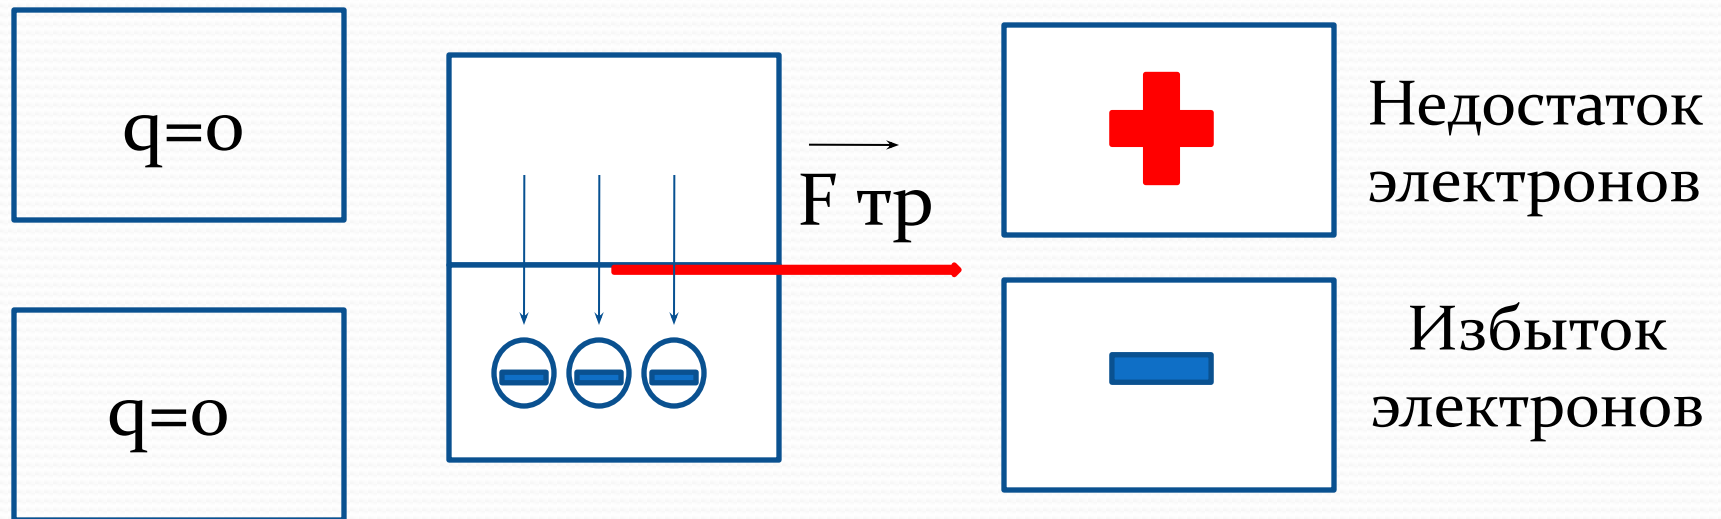 q=0
q=0
F тр
Недостаток
электронов
Избыток
электронов